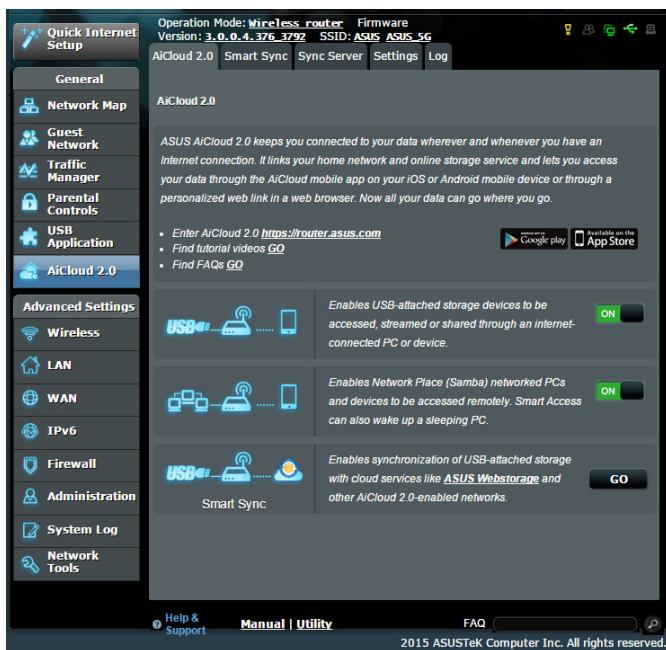 Quick Internet
Setup
Operation Mode: Wireless router Firmware
Version: 3.0.0.4.376_3792 SSID: ASUS ASUS_5G
AiCloud 2.0 Smart Sync Sync Server Settings Log
General
Network Map
Guest
Network
Traffic
Manager
Parental
Controls
USB
Application
AiCloud 2.0
Advanced Settings
Wireless
LAN
WAN
IPv6
Firewall
Administration
System Log
Network
Tools
AiCloud 2.0
ASUS AiCloud 2.0 keeps you connected to your data wherever and whenever you have an
Internet connection. It links your home network and online storage service and lets you access
your data through the AiCloud mobile app on your iOS or Android mobile device or through a
personalized web link in a web browser. Now all your data can go where you go.
• Enter AiCloud 2.0 https://router.asus.com
• Find tutorial videos GO
• Find FAQs GO
Google play
Available on the
App Store
USB
Enables USB-attached storage devices to be
accessed, streamed or shared through an internet-
connected PC or device.
ON
Enables Network Place (Samba) networked PCs
and devices to be accessed remotely. Smart Access
can also wake up a sleeping PC.
ON
USB
Smart Sync
Enables synchronization of USB-attached storage
with cloud services like ASUS Webstorage and
other AiCloud 2.0-enabled networks.
GO
Help &
Support
Manual | Utility
FAQ
2015 ASUSTeK Computer Inc. All rights reserved.